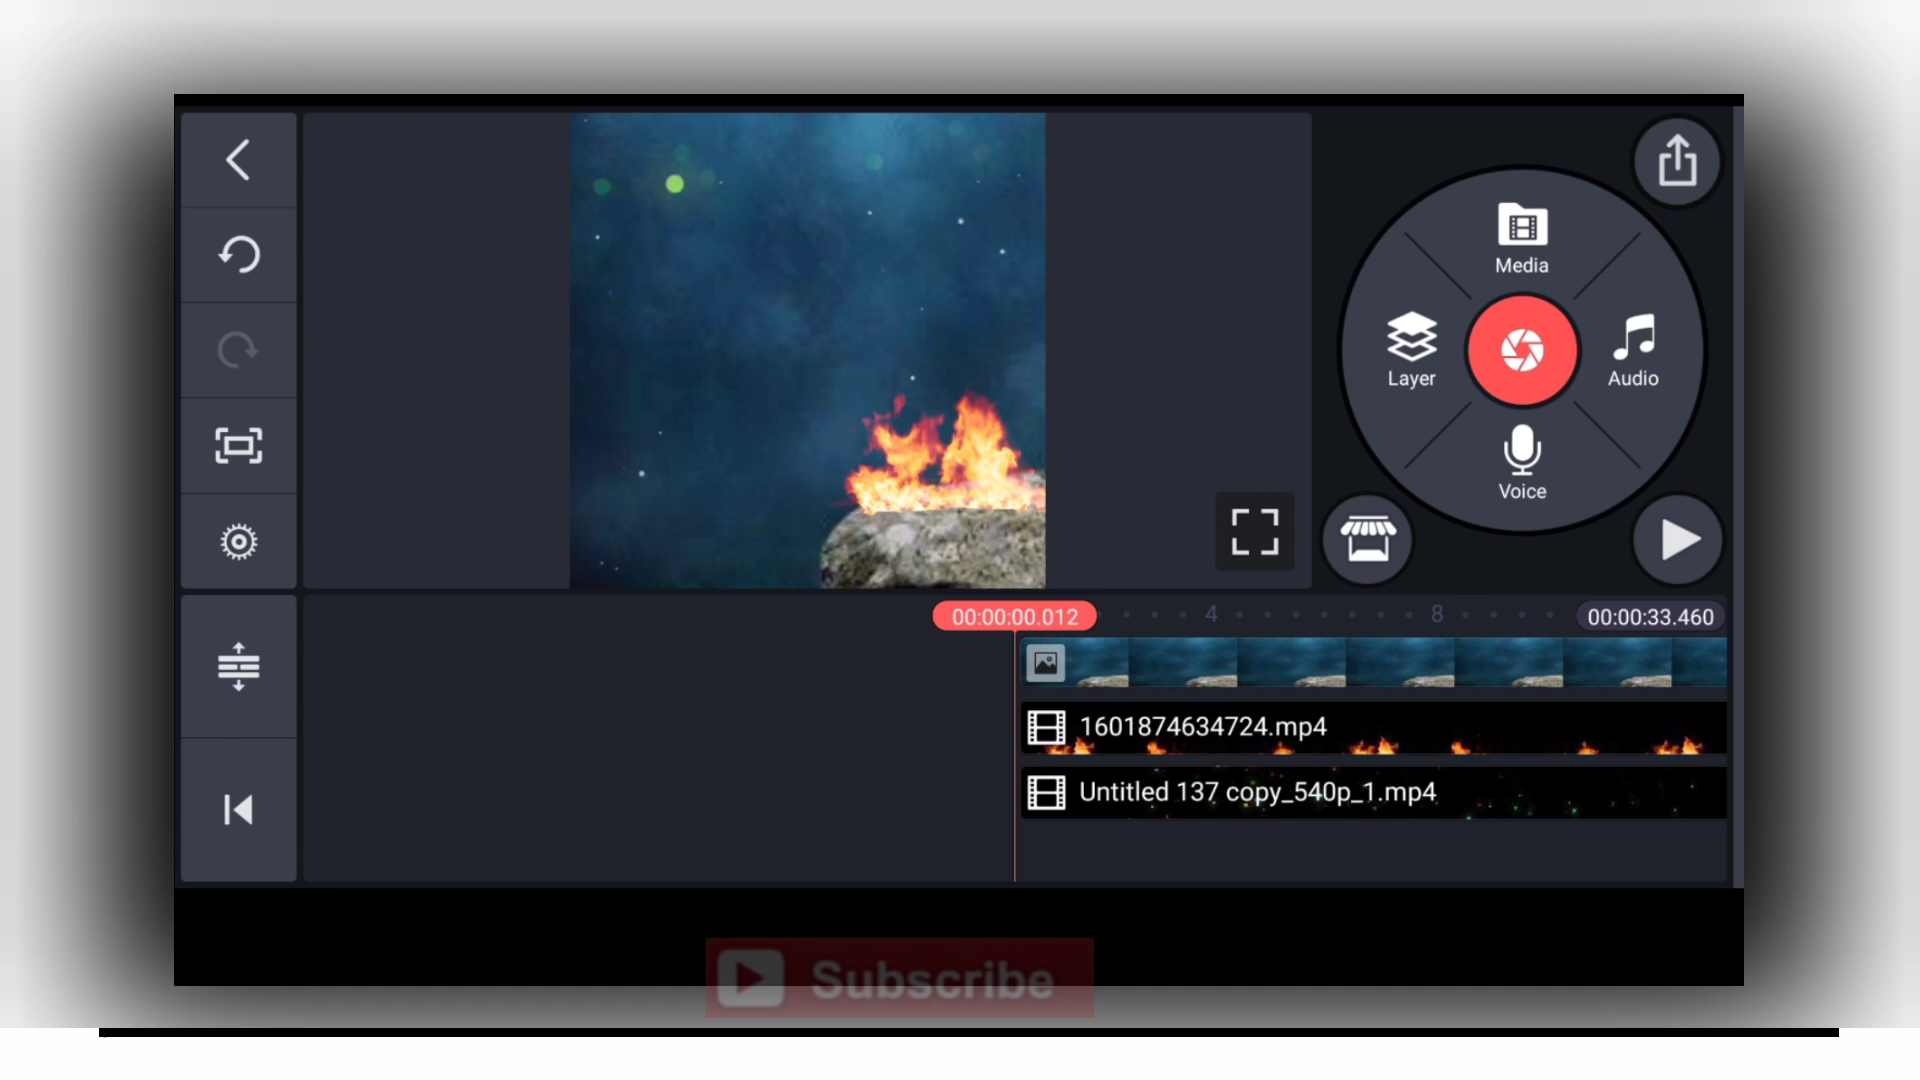 Media
Layer
Audio
Voice
00:00:00.012
4
8
00:00:33.460
1601874634724.mp4
Untitled 137 copy_540p_1.mp4
Subscribe